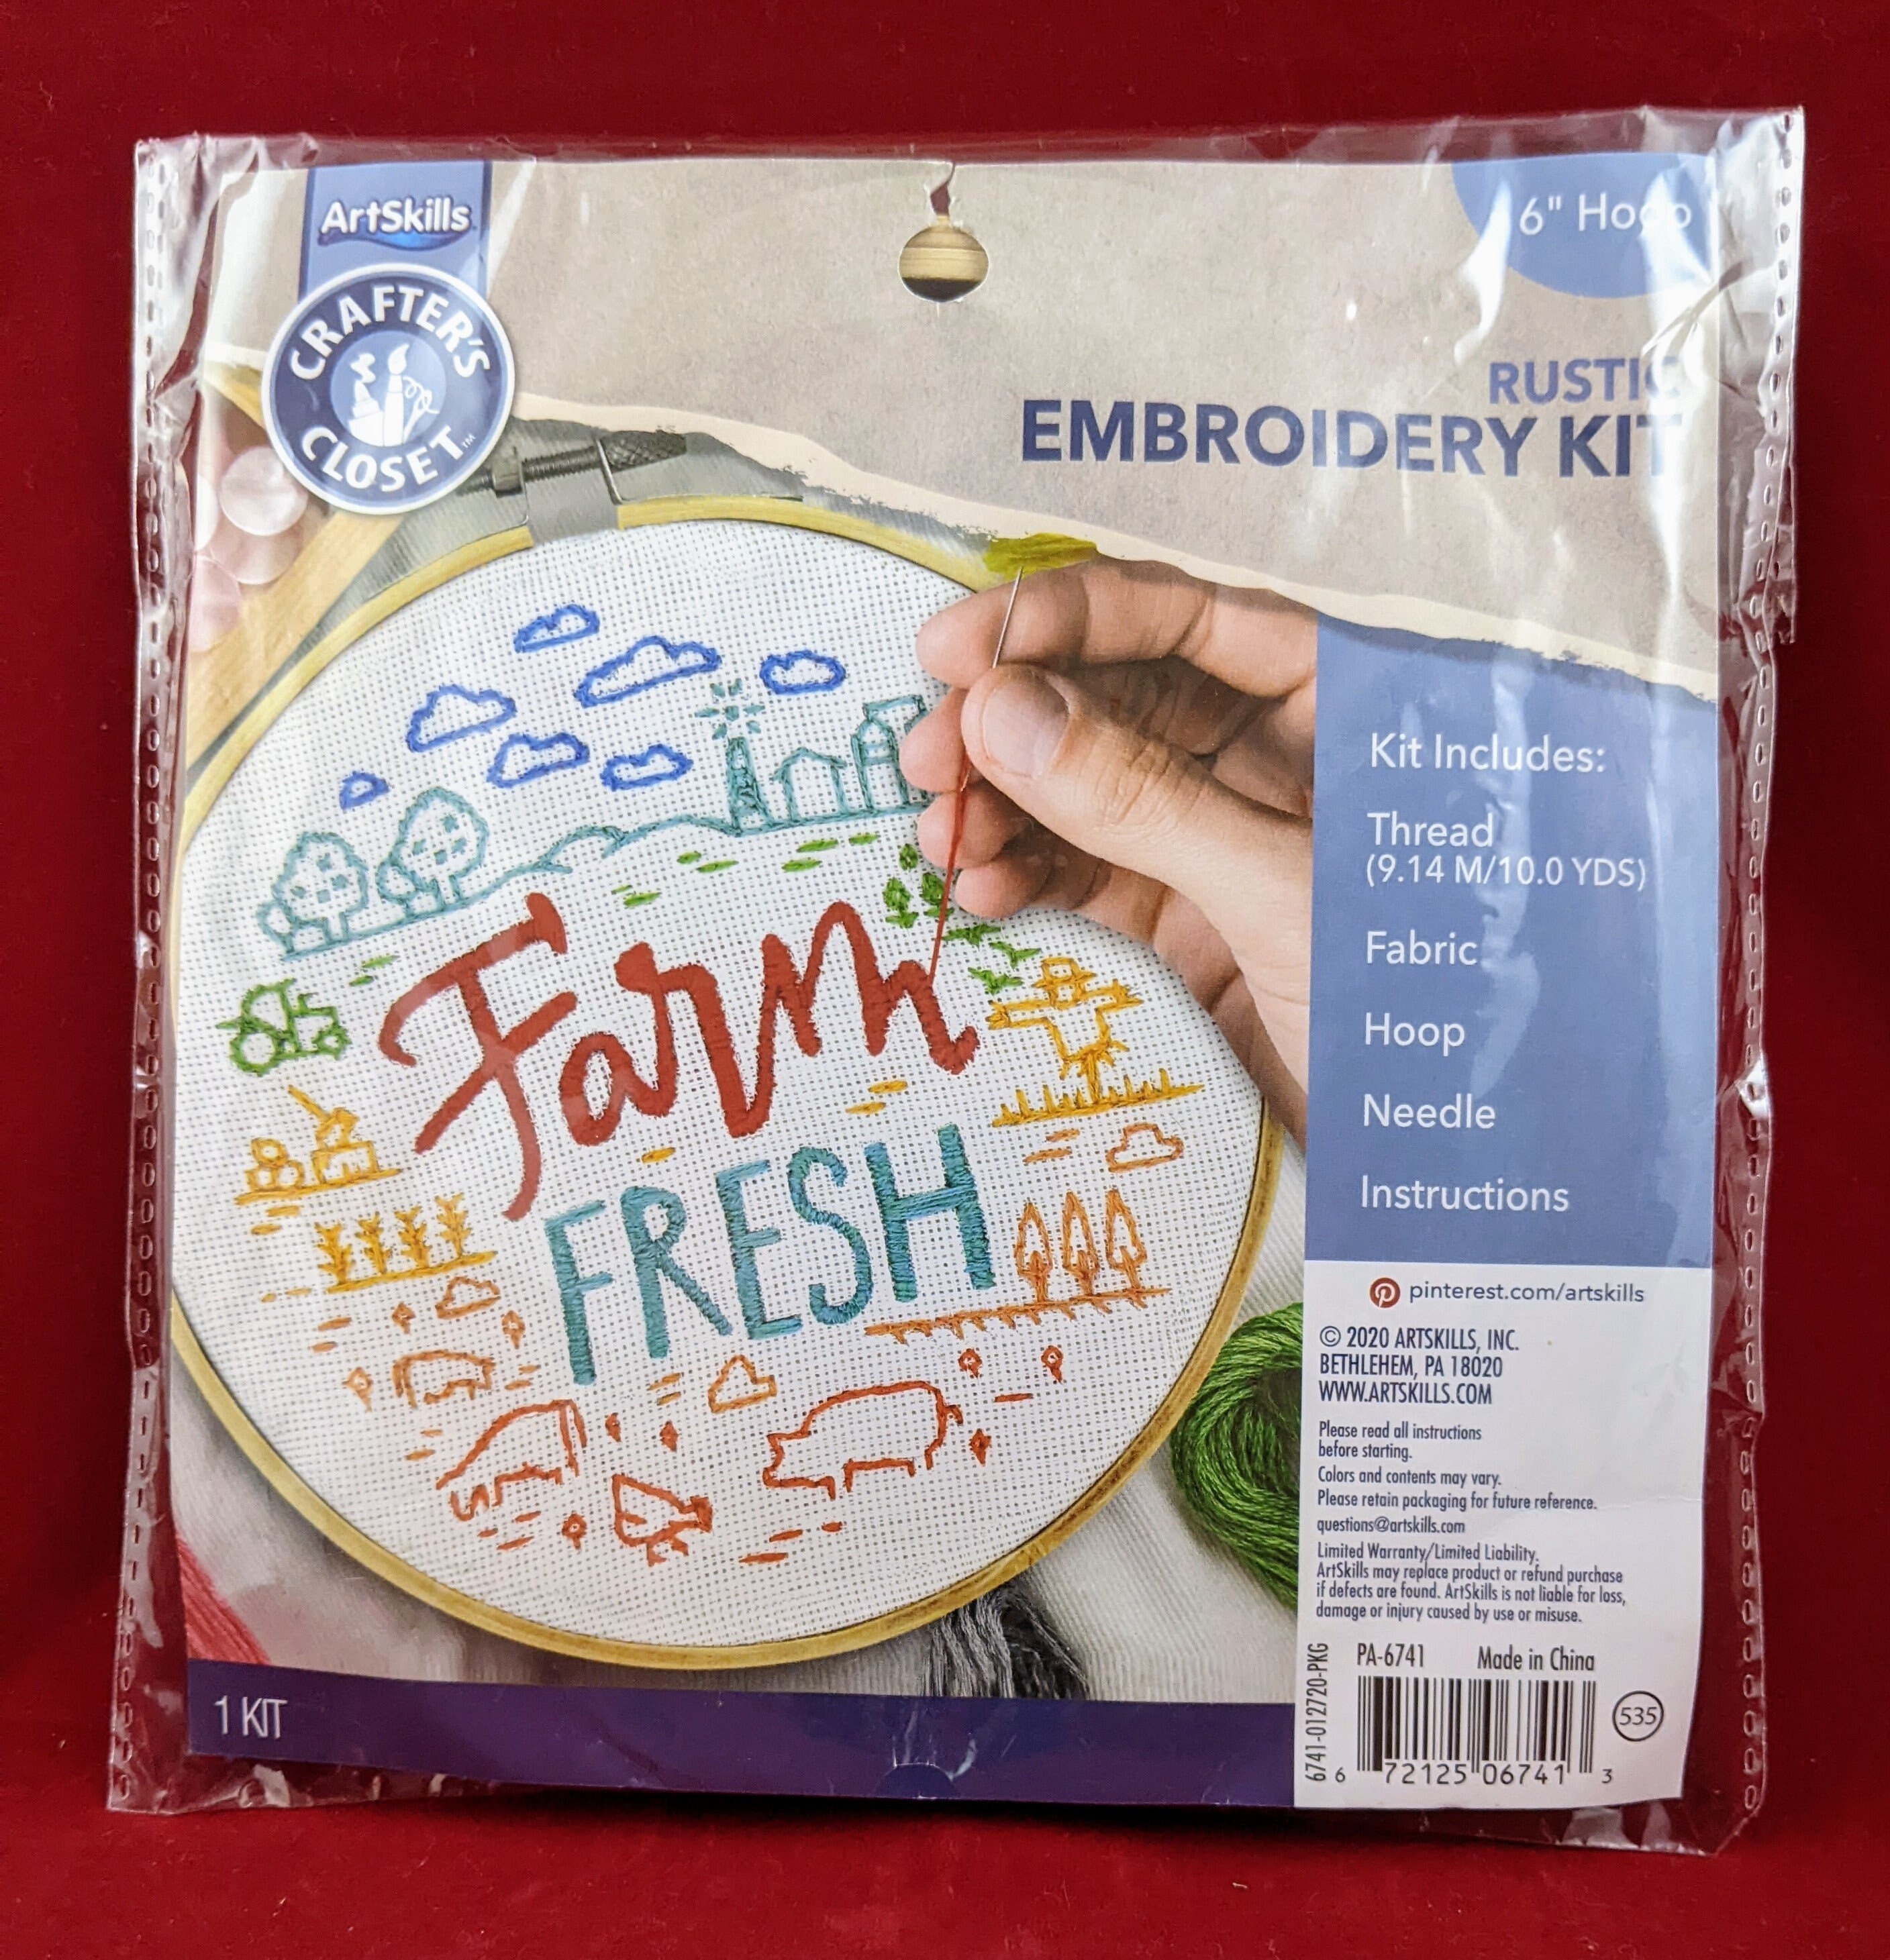 ArtSkills
CRAFTER'S
CLOSET™
6" Hoop
RUSTIC
EMBROIDERY KIT
Farm
FRESH
Kit Includes:
Thread
(9.14 M/10.0 YDS)
Fabric
Hoop
Needle
Instructions
pinterest.com/artskills
© 2020 ARTSKILLS, INC.
BETHLEHEM, PA 18020
WWW.ARTSKILLS.COM
Please read all instructions
before starting.
Colors and contents may vary.
Please retain packaging for future reference.
questions@artskills.com
Limited Warranty/Limited Liability.
ArtSkills may replace product or refund purchase
if defects are found. ArtSkills is not liable for loss,
damage or injury caused by use or misuse.
6741-012720-PKG
PA-6741 Made in China
535
6 72125 06741 3
1 KIT